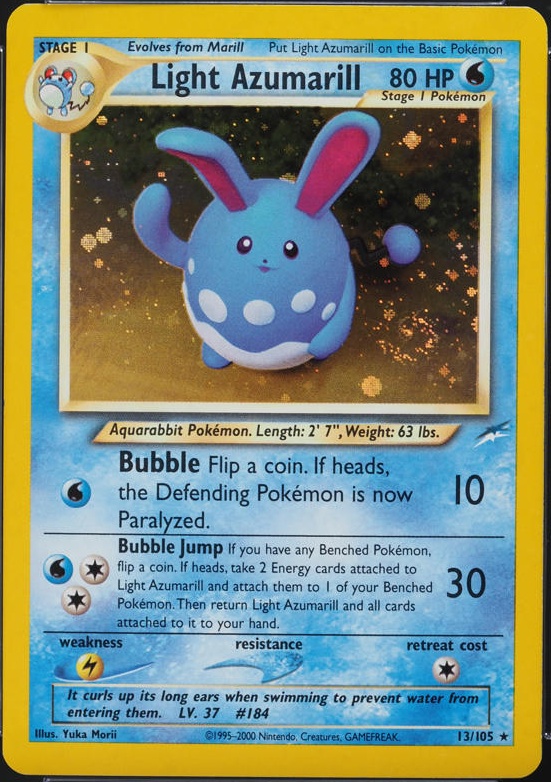 STAGE 1 Evolves from Marill Put Light Azumarill on the Basic Pokémon
Light Azumarill 80 HP
Stage 1 Pokémon
Aquarabbit Pokémon. Length: 2' 7", Weight: 63 lbs.
Bubble Flip a coin. If heads,
the Defending Pokémon is now 10
Paralyzed.
Bubble Jump If you have any Benched Pokémon,
flip a coin. If heads, take 2 Energy cards attached to
Light Azumarill and attach them to 1 of your Benched 30
Pokémon. Then return Light Azumarill and all cards
attached to it to your hand.
weakness resistance retreat cost
It curls up its long ears when swimming to prevent water from
entering them. LV. 37 #184
Illus. Yuka Morii ©1995-2000 Nintendo, Creatures, GAMEFREAK. 13/105 ★